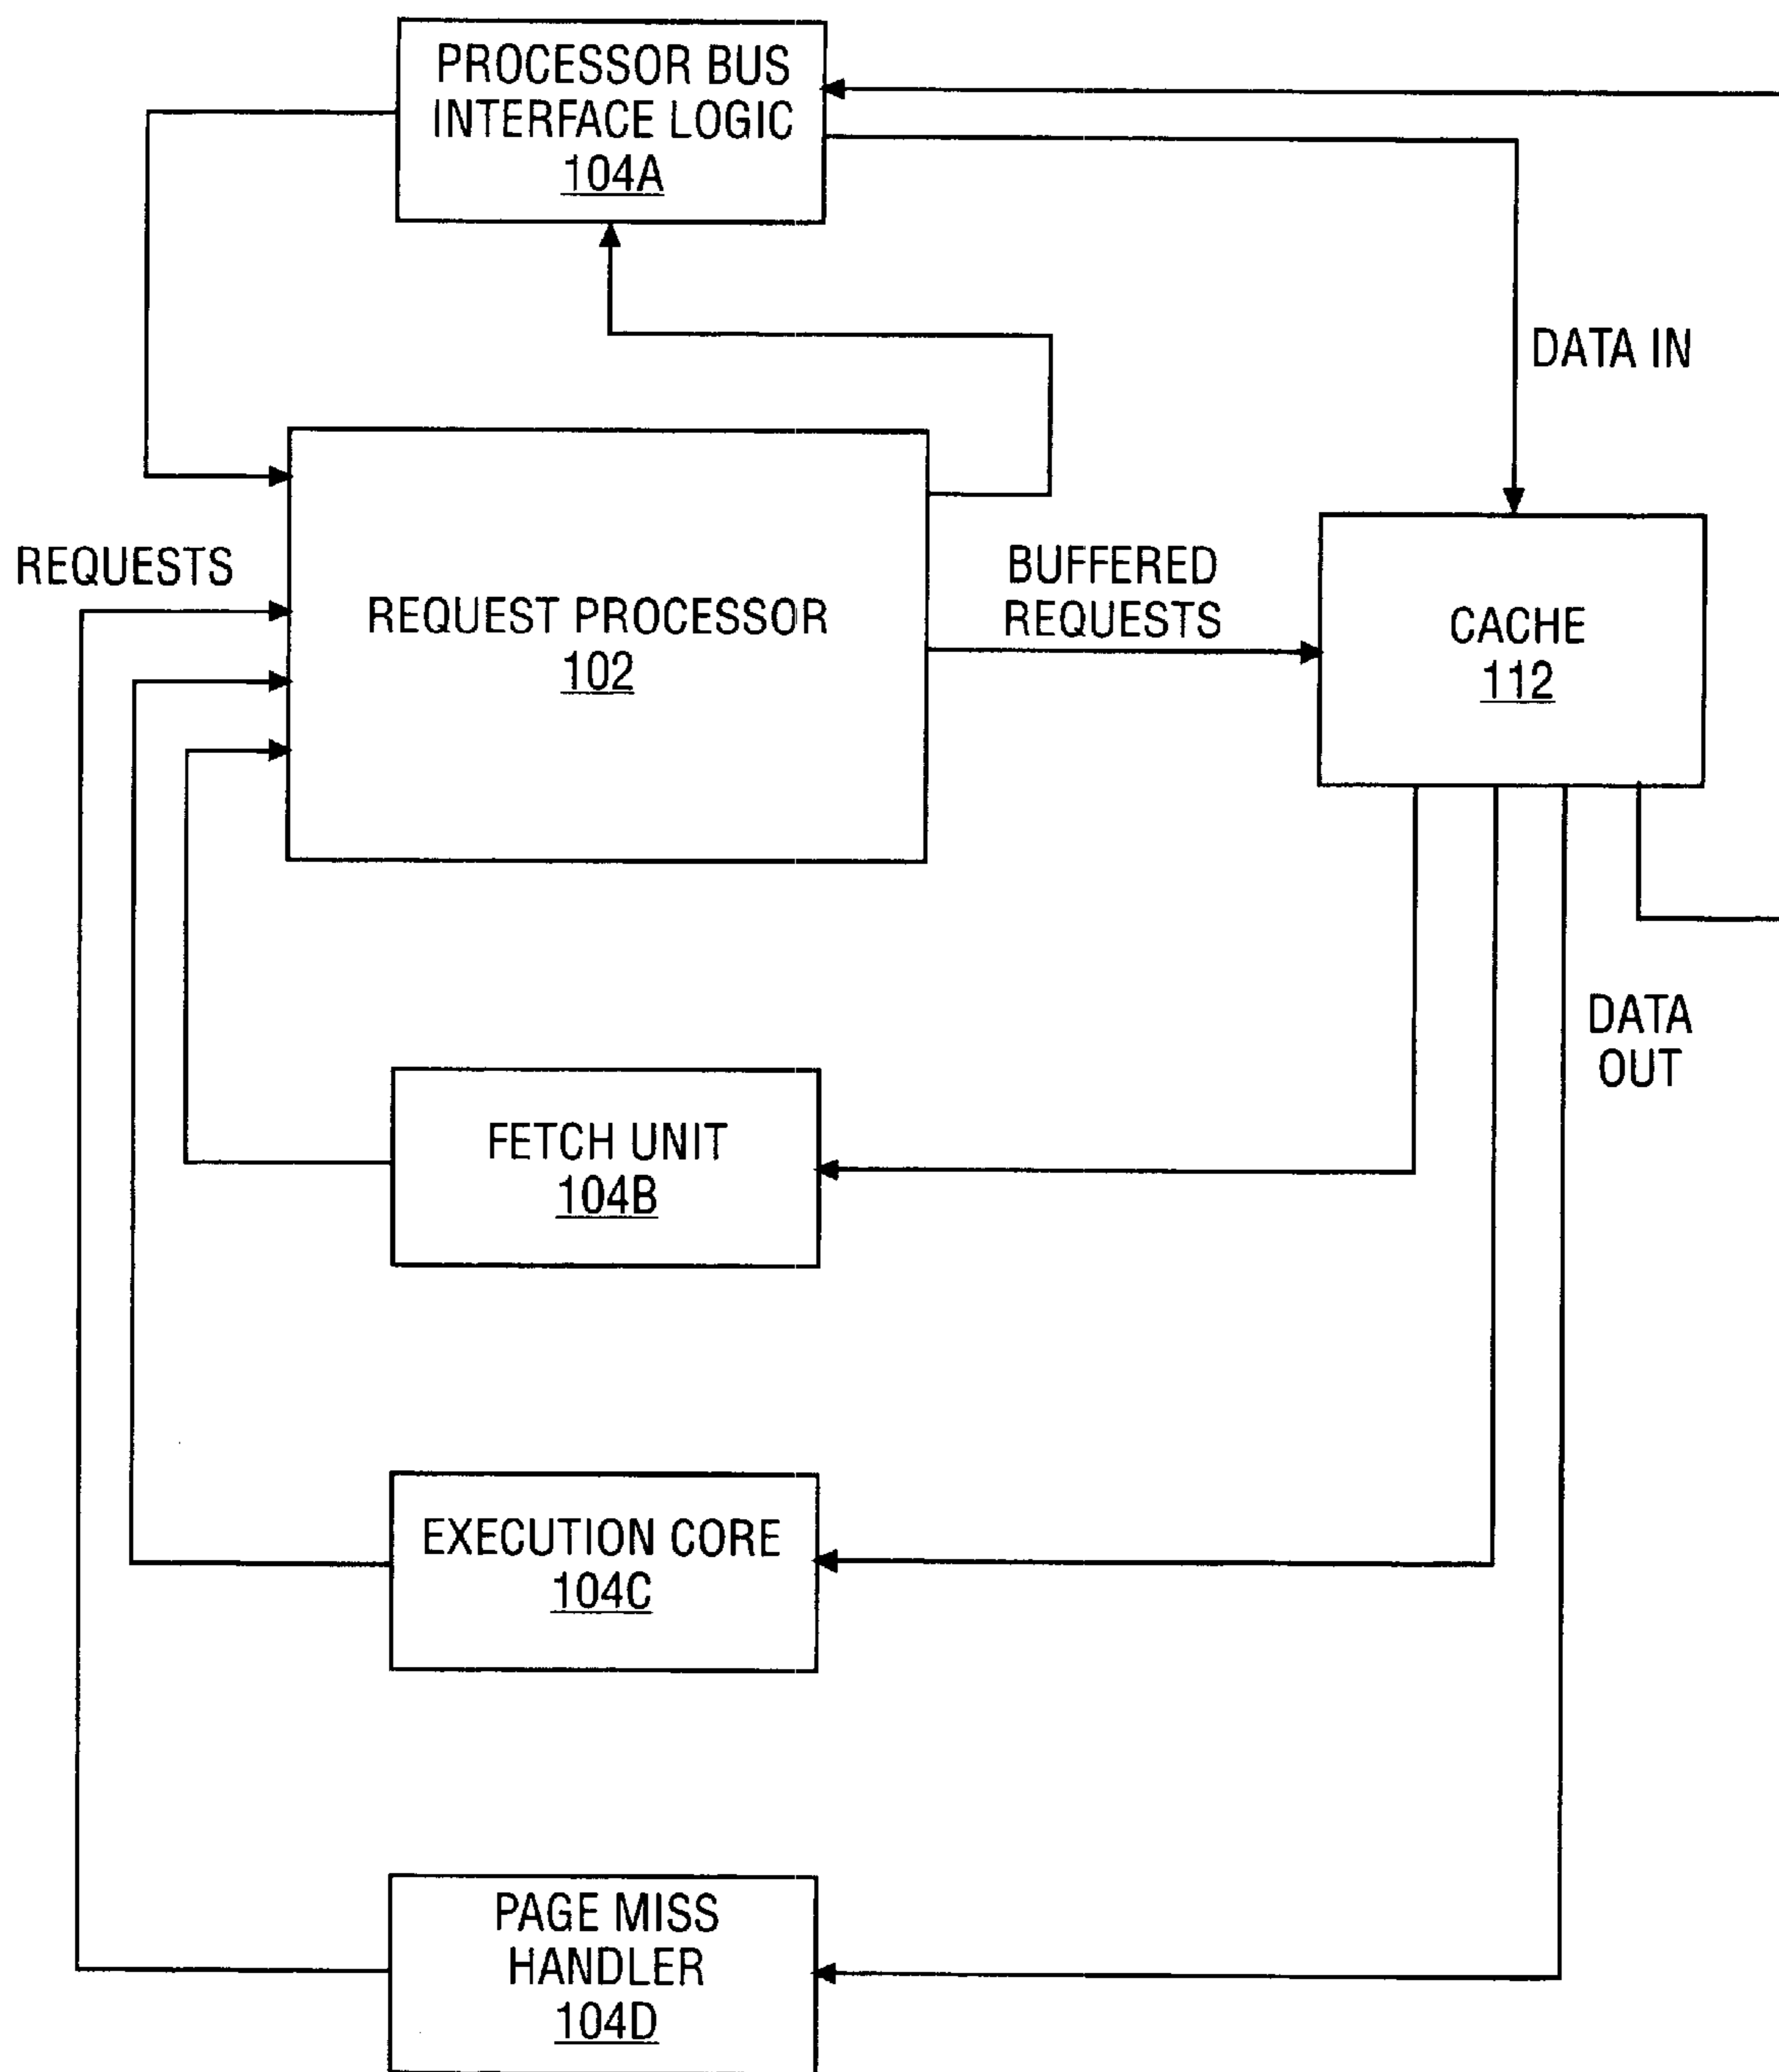 PROCESSOR BUS
INTERFACE LOGIC
104A
DATA IN
REQUESTS
REQUEST PROCESSOR
102
BUFFERED
REQUESTS
CACHE
112
DATA
OUT
FETCH UNIT
104B
EXECUTION CORE
104C
PAGE MISS
HANDLER
104D